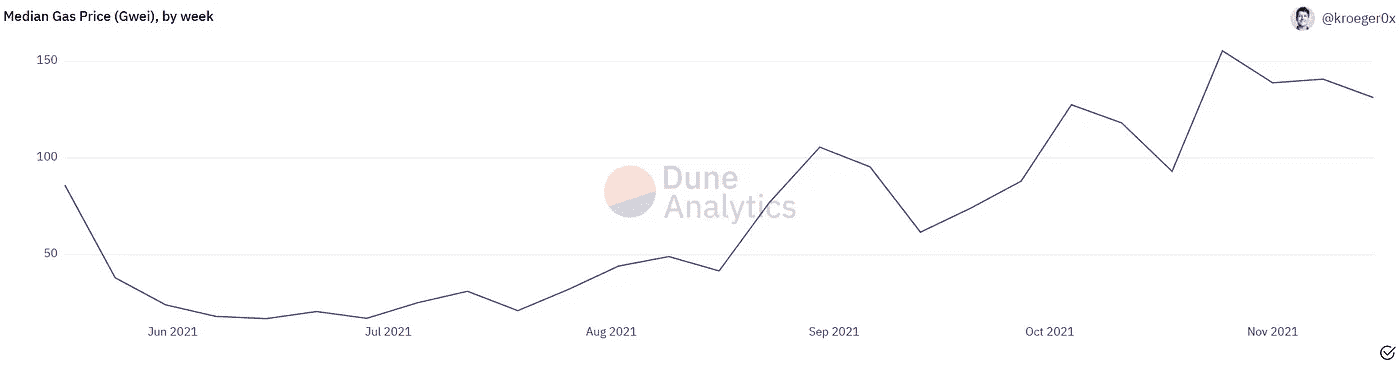 Median Gas Price (Gwei), by week
@kroeger0x
150
100
50
Dune
Analytics
Jun 2021
Jul 2021
Aug 2021
Sep 2021
Oct 2021
Nov 2021